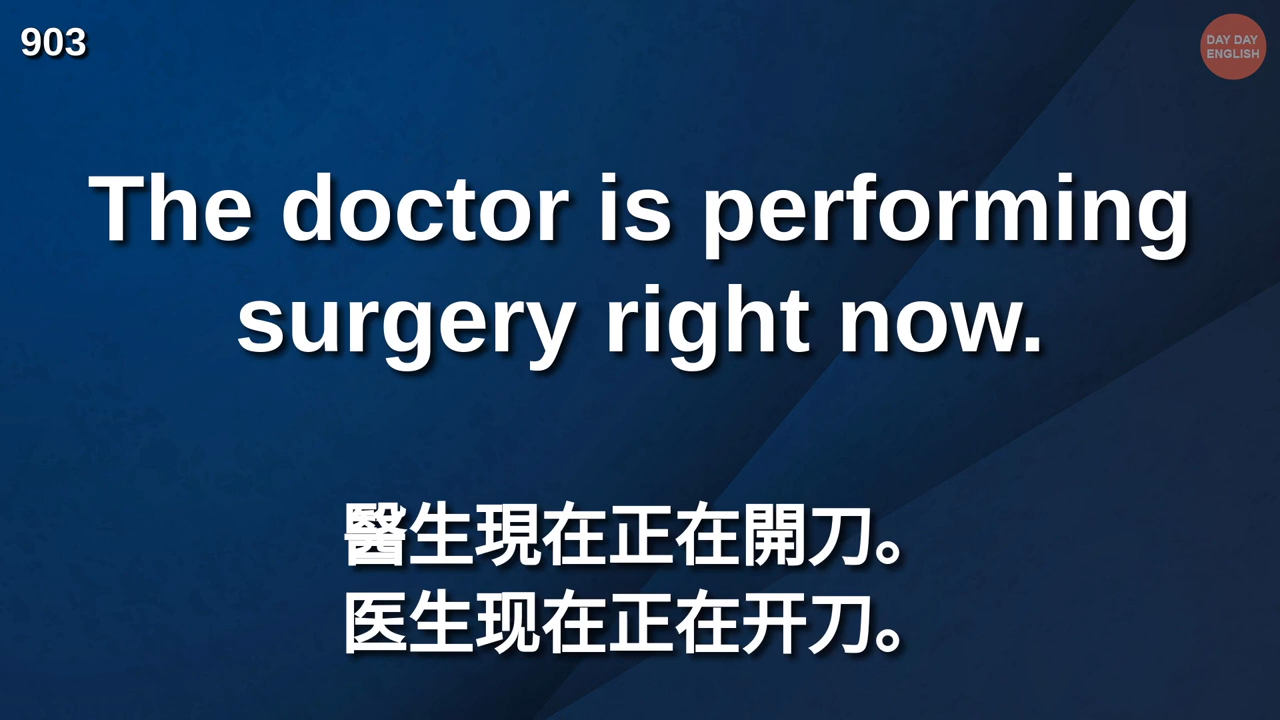 903
DAY DAY
ENGLISH
The doctor is performing
surgery right now.
醫生現在正在開刀。
医生现在正在开刀。